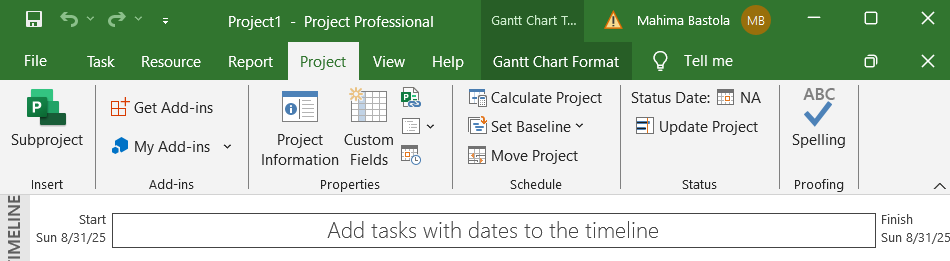 Project1 - Project Professional
Gantt Chart T...
Mahima Bastola
MB
File Task Resource Report Project View Help Gantt Chart Format Tell me
Subproject
Insert
Get Add-ins
My Add-ins
Add-ins
Project
Information
Custom
Fields
Properties
Calculate Project
Set Baseline
Move Project
Schedule
Status Date: NA
Update Project
Status
ABC
Spelling
Proofing
TIMELINE
Start
Sun 8/31/25
Add tasks with dates to the timeline
Finish
Sun 8/31/25